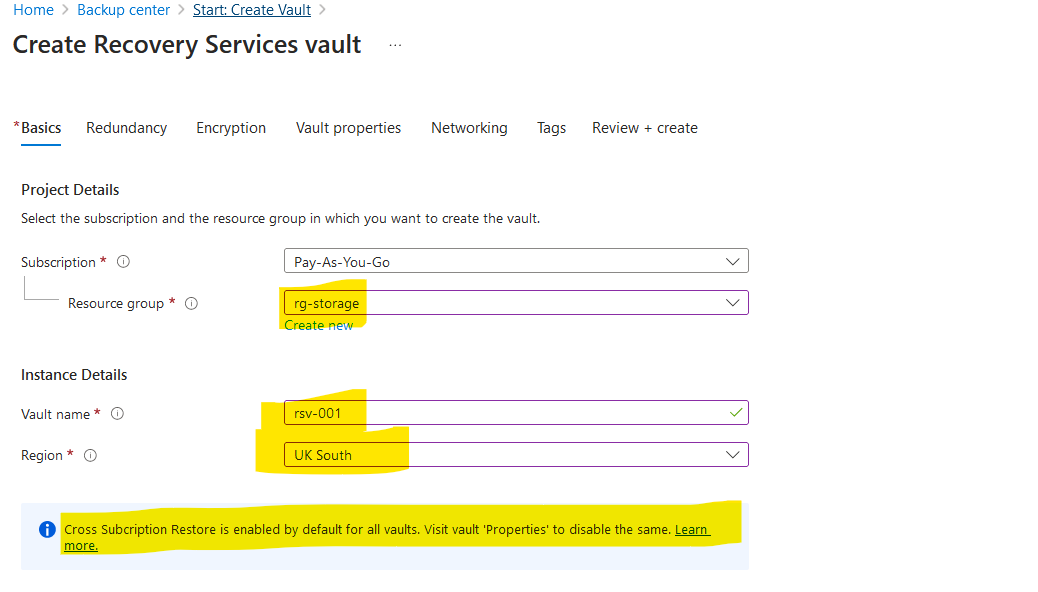 Home > Backup center > Start: Create Vault >
Create Recovery Services vault ...
*Basics Redundancy Encryption Vault properties Networking Tags Review + create
Project Details
Select the subscription and the resource group in which you want to create the vault.
Subscription * Pay-As-You-Go
Resource group * rg-storage
Create new
Instance Details
Vault name * rsv-001
Region * UK South
Cross Subcription Restore is enabled by default for all vaults. Visit vault 'Properties' to disable the same. Learn
more.